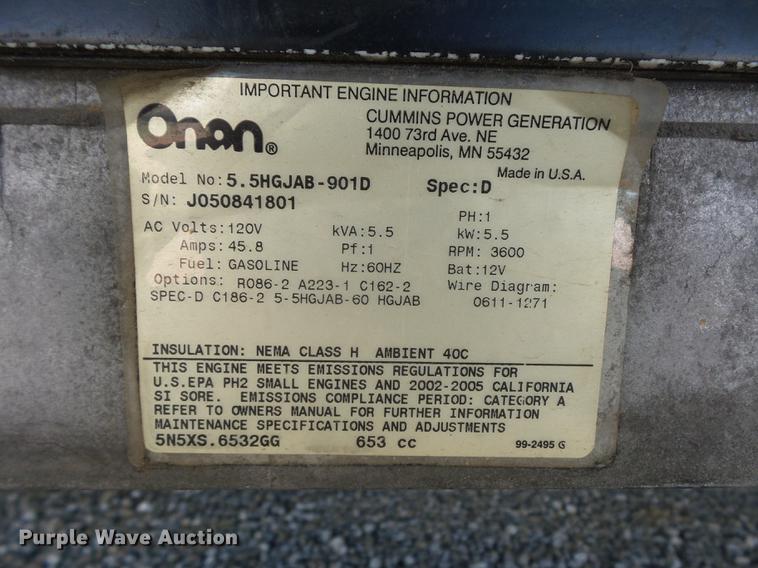 IMPORTANT ENGINE INFORMATION
Onan®
CUMMINS POWER GENERATION
1400 73rd Ave. NE
Minneapolis, MN 55432
Made in U.S.A.
Model No: 5.5HGJAB-901D Spec:D
S/N: J050841801
PH:1
AC Volts:120V kVA:5.5 kW:5.5
Amps:45.8 Pf:1 RPM: 3600
Fuel: GASOLINE Hz:60HZ Bat:12V
Options: R086-2 A223-1 C162-2 Wire Diagram:
SPEC-D C186-2 5-5HGJAB-60 HGJAB 0611-1271
INSULATION: NEMA CLASS H AMBIENT 40C
THIS ENGINE MEETS EMISSIONS REGULATIONS FOR
U.S.EPA PH2 SMALL ENGINES AND 2002-2005 CALIFORNIA
SI SORE. EMISSIONS COMPLIANCE PERIOD: CATEGORY A
REFER TO OWNERS MANUAL FOR FURTHER INFORMATION
MAINTENANCE SPECIFICATIONS AND ADJUSTMENTS
5N5XS.6532GG 653 cc 99-2495 G
Purple Wave Auction